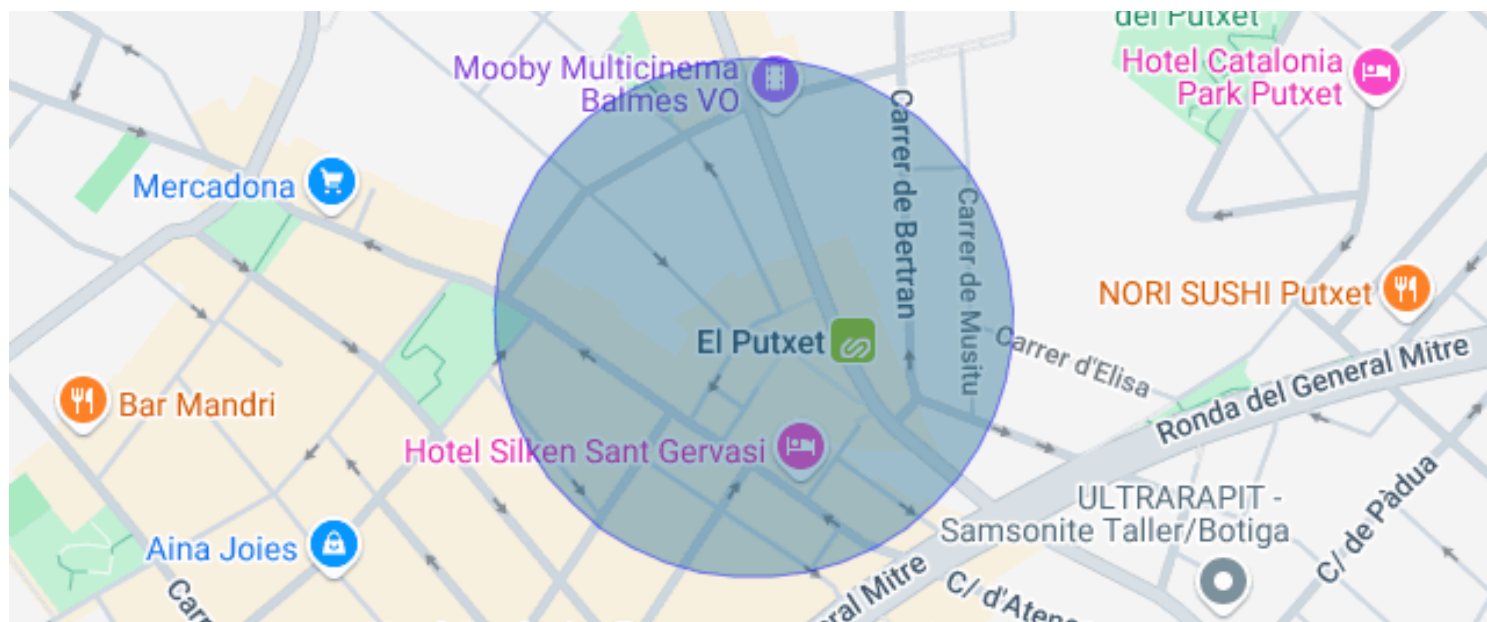 del Putxet
Mooby Multicinema
Balmes VO
Hotel Catalonia
Park Putxet
Carrer de Bertran
Mercadona
Carrer de Musitu
NORI SUSHI Putxet
El Putxet
Carrer d'Elisa
Ronda del General Mitre
Bar Mandri
Hotel Silken Sant Gervasi
ULTRARAPIT -
Samsonite Taller/Botiga
C/ de Pàdua
Aina Joies
Carr
eral Mitre
C/ d'Aten